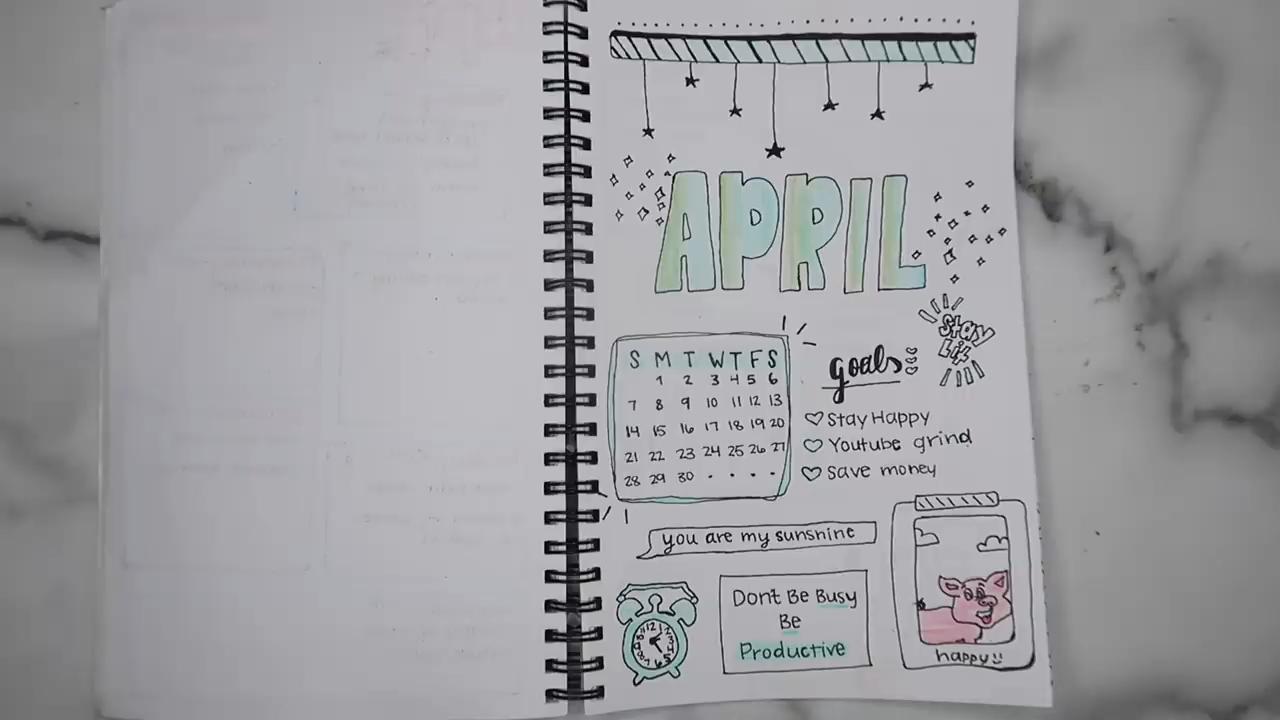 APRIL
Stay
Lit
goals
S M T W T F S
1 2 3 4 5 6
7 8 9 10 11 12 13
14 15 16 17 18 19 20
21 22 23 24 25 26 27
28 29 30
Stay Happy
Youtube grind
save money
you are my sunshine
Dont Be Busy
Be
Productive
happy